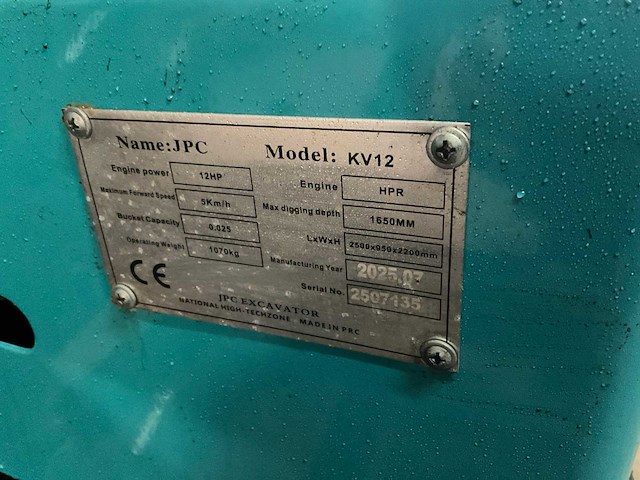 Name:JPC Model: KV12
Engine power 12HP Engine HPR
Maximum Forward Speed 5Km/h Max digging depth 1650MM
Bucket Capacity 0.025 LxWxH 2500x950x2200mm
Operating Weight 1070kg Manufacturing Year 2025.07
CE Serial No. 2507135
JPC EXCAVATOR
NATIONAL HIGH-TECHZONE MADE IN PRC